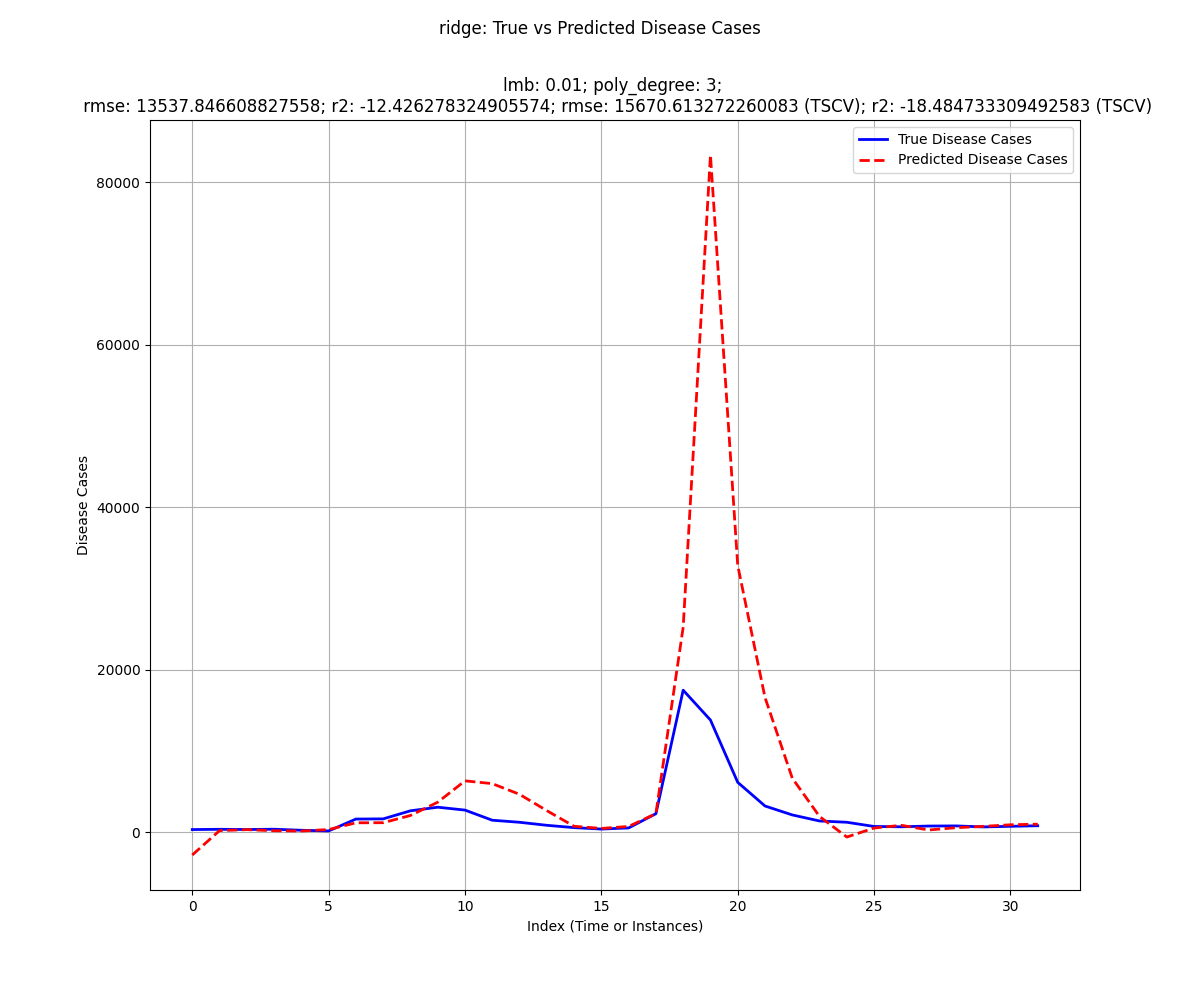 ridge: True vs Predicted Disease Cases
lmb: 0.01; poly_degree: 3;
rmse: 13537.846608827558; r2: -12.426278324905574; rmse: 15670.613272260083 (TSCV); r2: -18.484733309492583 (TSCV)
True Disease Cases
Predicted Disease Cases
80000
60000
40000
20000
0
Disease Cases
0 5 10 15 20 25 30
Index (Time or Instances)